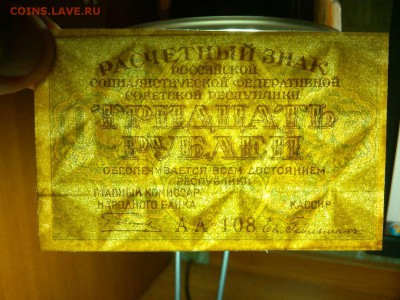 COINS.LAVE.RU
РАСЧЕТНЫЙ ЗНАК
РОССИЙСКОЙ
СОЦИАЛИСТИЧЕСКОЙ ФЕДЕРАТИВНОЙ
СОВЕТСКОЙ РЕСПУБЛИКИ
ТРИДЦАТЬ
РУБЛЕЙ
ОБЕСПЕЧИВАЕТСЯ ВСЕМ ДОСТОЯНИЕМ
РЕСПУБЛИКИ
ГЛАВНЫЙ КОМИССАР
НАРОДНОГО БАНКА КАССИР
АА 108